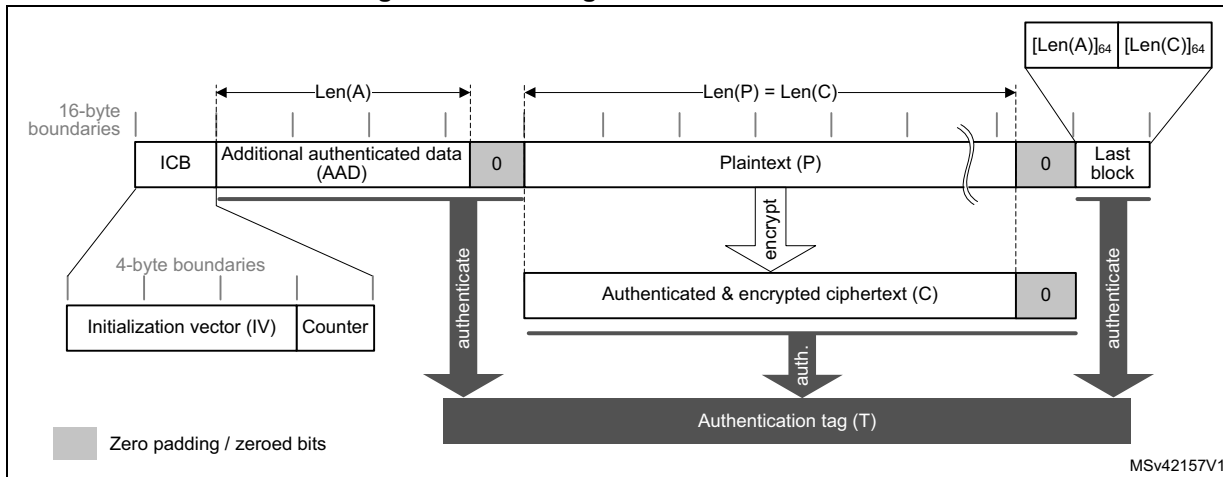 [Len(A)]64 [Len(C)]64
Len(A)
Len(P) = Len(C)
16-byte
boundaries
ICB
Additional authenticated data
(AAD)
0
Plaintext (P)
0
Last
block
encrypt
4-byte boundaries
Initialization vector (IV)
Counter
authenticate
Authenticated & encrypted ciphertext (C)
0
auth.
authenticate
Authentication tag (T)
Zero padding / zeroed bits
MSv42157V1